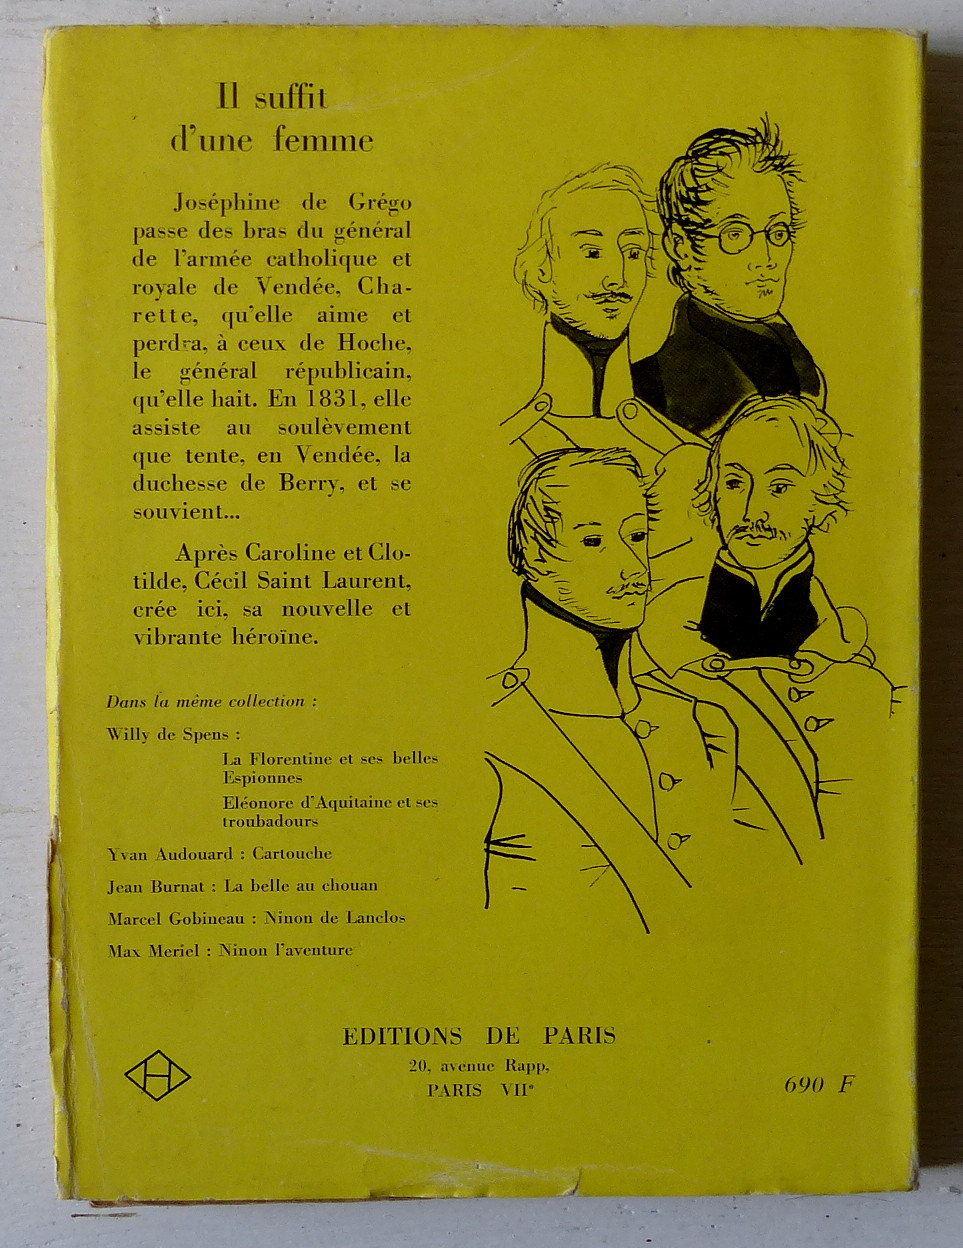 Il suffit
d'une femme
Joséphine de Grégo
passe des bras du général
de l'armée catholique et
royale de Vendée, Cha-
rette, qu'elle aime et
perdra, à ceux de Hoche,
le général républicain,
qu'elle hait. En 1831, elle
assiste au soulèvement
que tente, en Vendée, la
duchesse de Berry, et se
souvient...
Après Caroline et Clo-
tilde, Cécil Saint Laurent,
crée ici, sa nouvelle et
vibrante héroïne.
Dans la même collection :
Willy de Spens :
La Florentine et ses belles
Espionnes
Eléonore d'Aquitaine et ses
troubadours
Yvan Audouard : Cartouche
Jean Burnat : La belle au chouan
Marcel Gobineau : Ninon de Lanclos
Max Meriel : Ninon l'aventure
EDITIONS DE PARIS
20, avenue Rapp,
PARIS VIIe
690 F